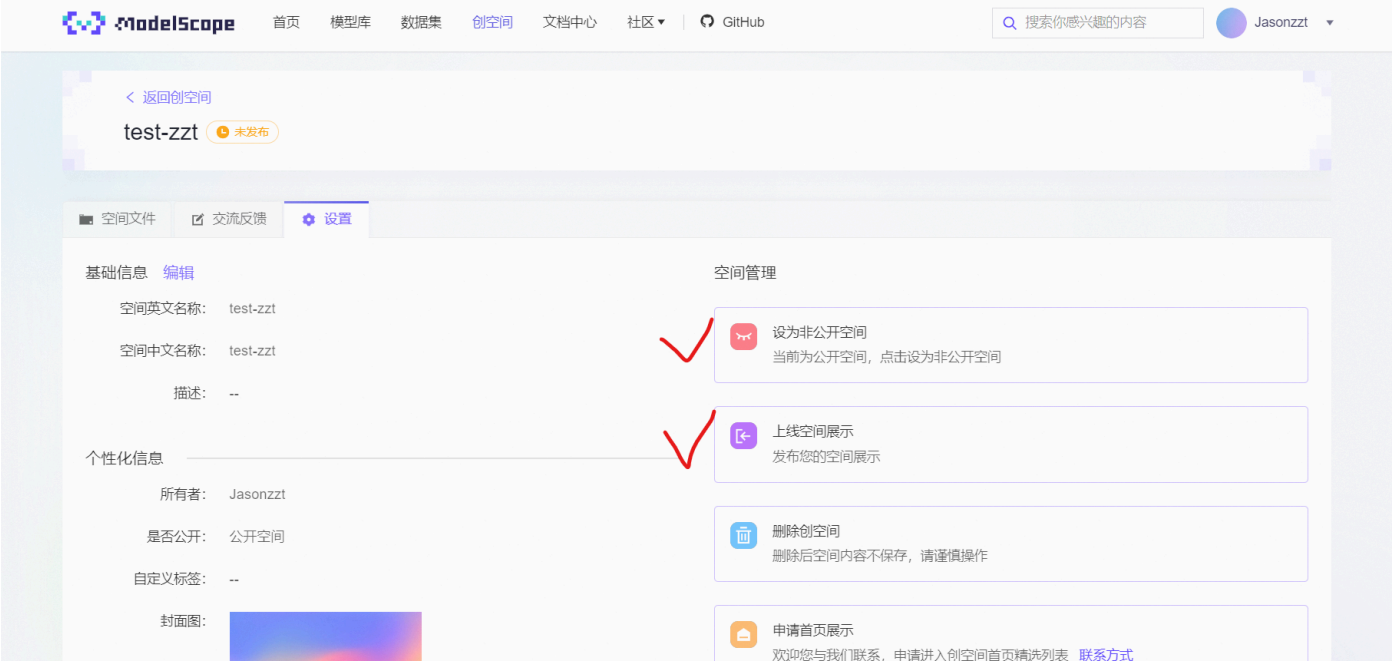 ModelScope 首页 模型库 数据集 创空间 文档中心 社区 GitHub 搜索你感兴趣的内容 Jasonzzt
返回创空间
test-zzt 未发布
空间文件 交流反馈 设置
基础信息 编辑
空间英文名称: test-zzt
空间中文名称: test-zzt
描述: --
个性化信息
所有者: Jasonzzt
是否公开: 公开空间
自定义标签: --
封面图:
空间管理
设为非公开空间
当前为公开空间，点击设为非公开空间
上线空间展示
发布您的空间展示
删除创空间
删除后空间内容不保存，请谨慎操作
申请首页展示
欢迎您与我们联系，申请进入创空间首页精选列表 联系方式